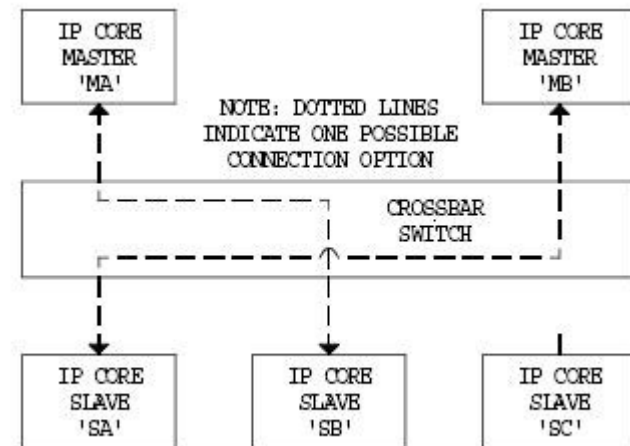 IP CORE
MASTER
'MA'
IP CORE
MASTER
'MB'
NOTE: DOTTED LINES
INDICATE ONE POSSIBLE
CONNECTION OPTION
CROSSBAR
SWITCH
IP CORE
SLAVE
'SA'
IP CORE
SLAVE
'SB'
IP CORE
SLAVE
'SC'